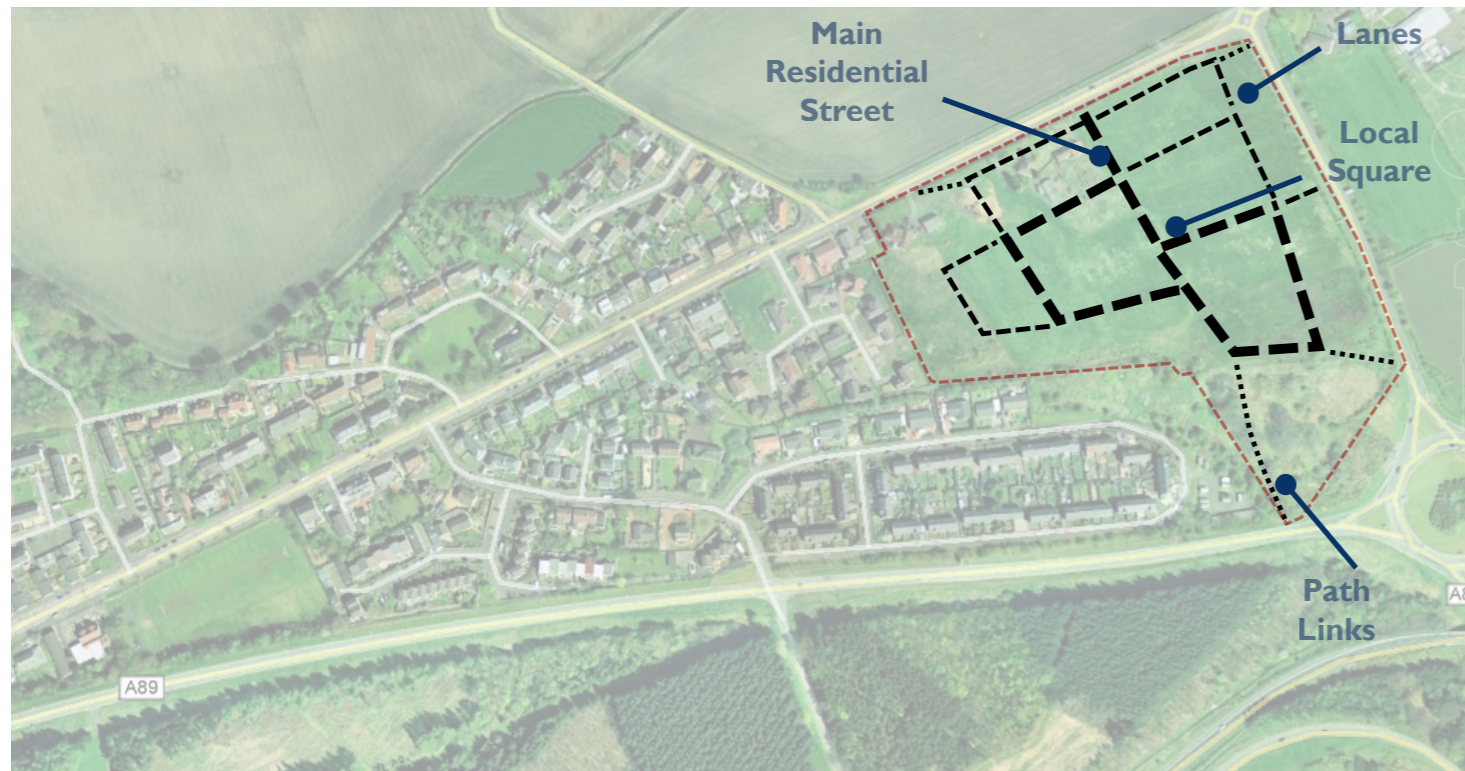 Main
Residential
Street
Lanes
Local
Square
Path
Links
A89
A8